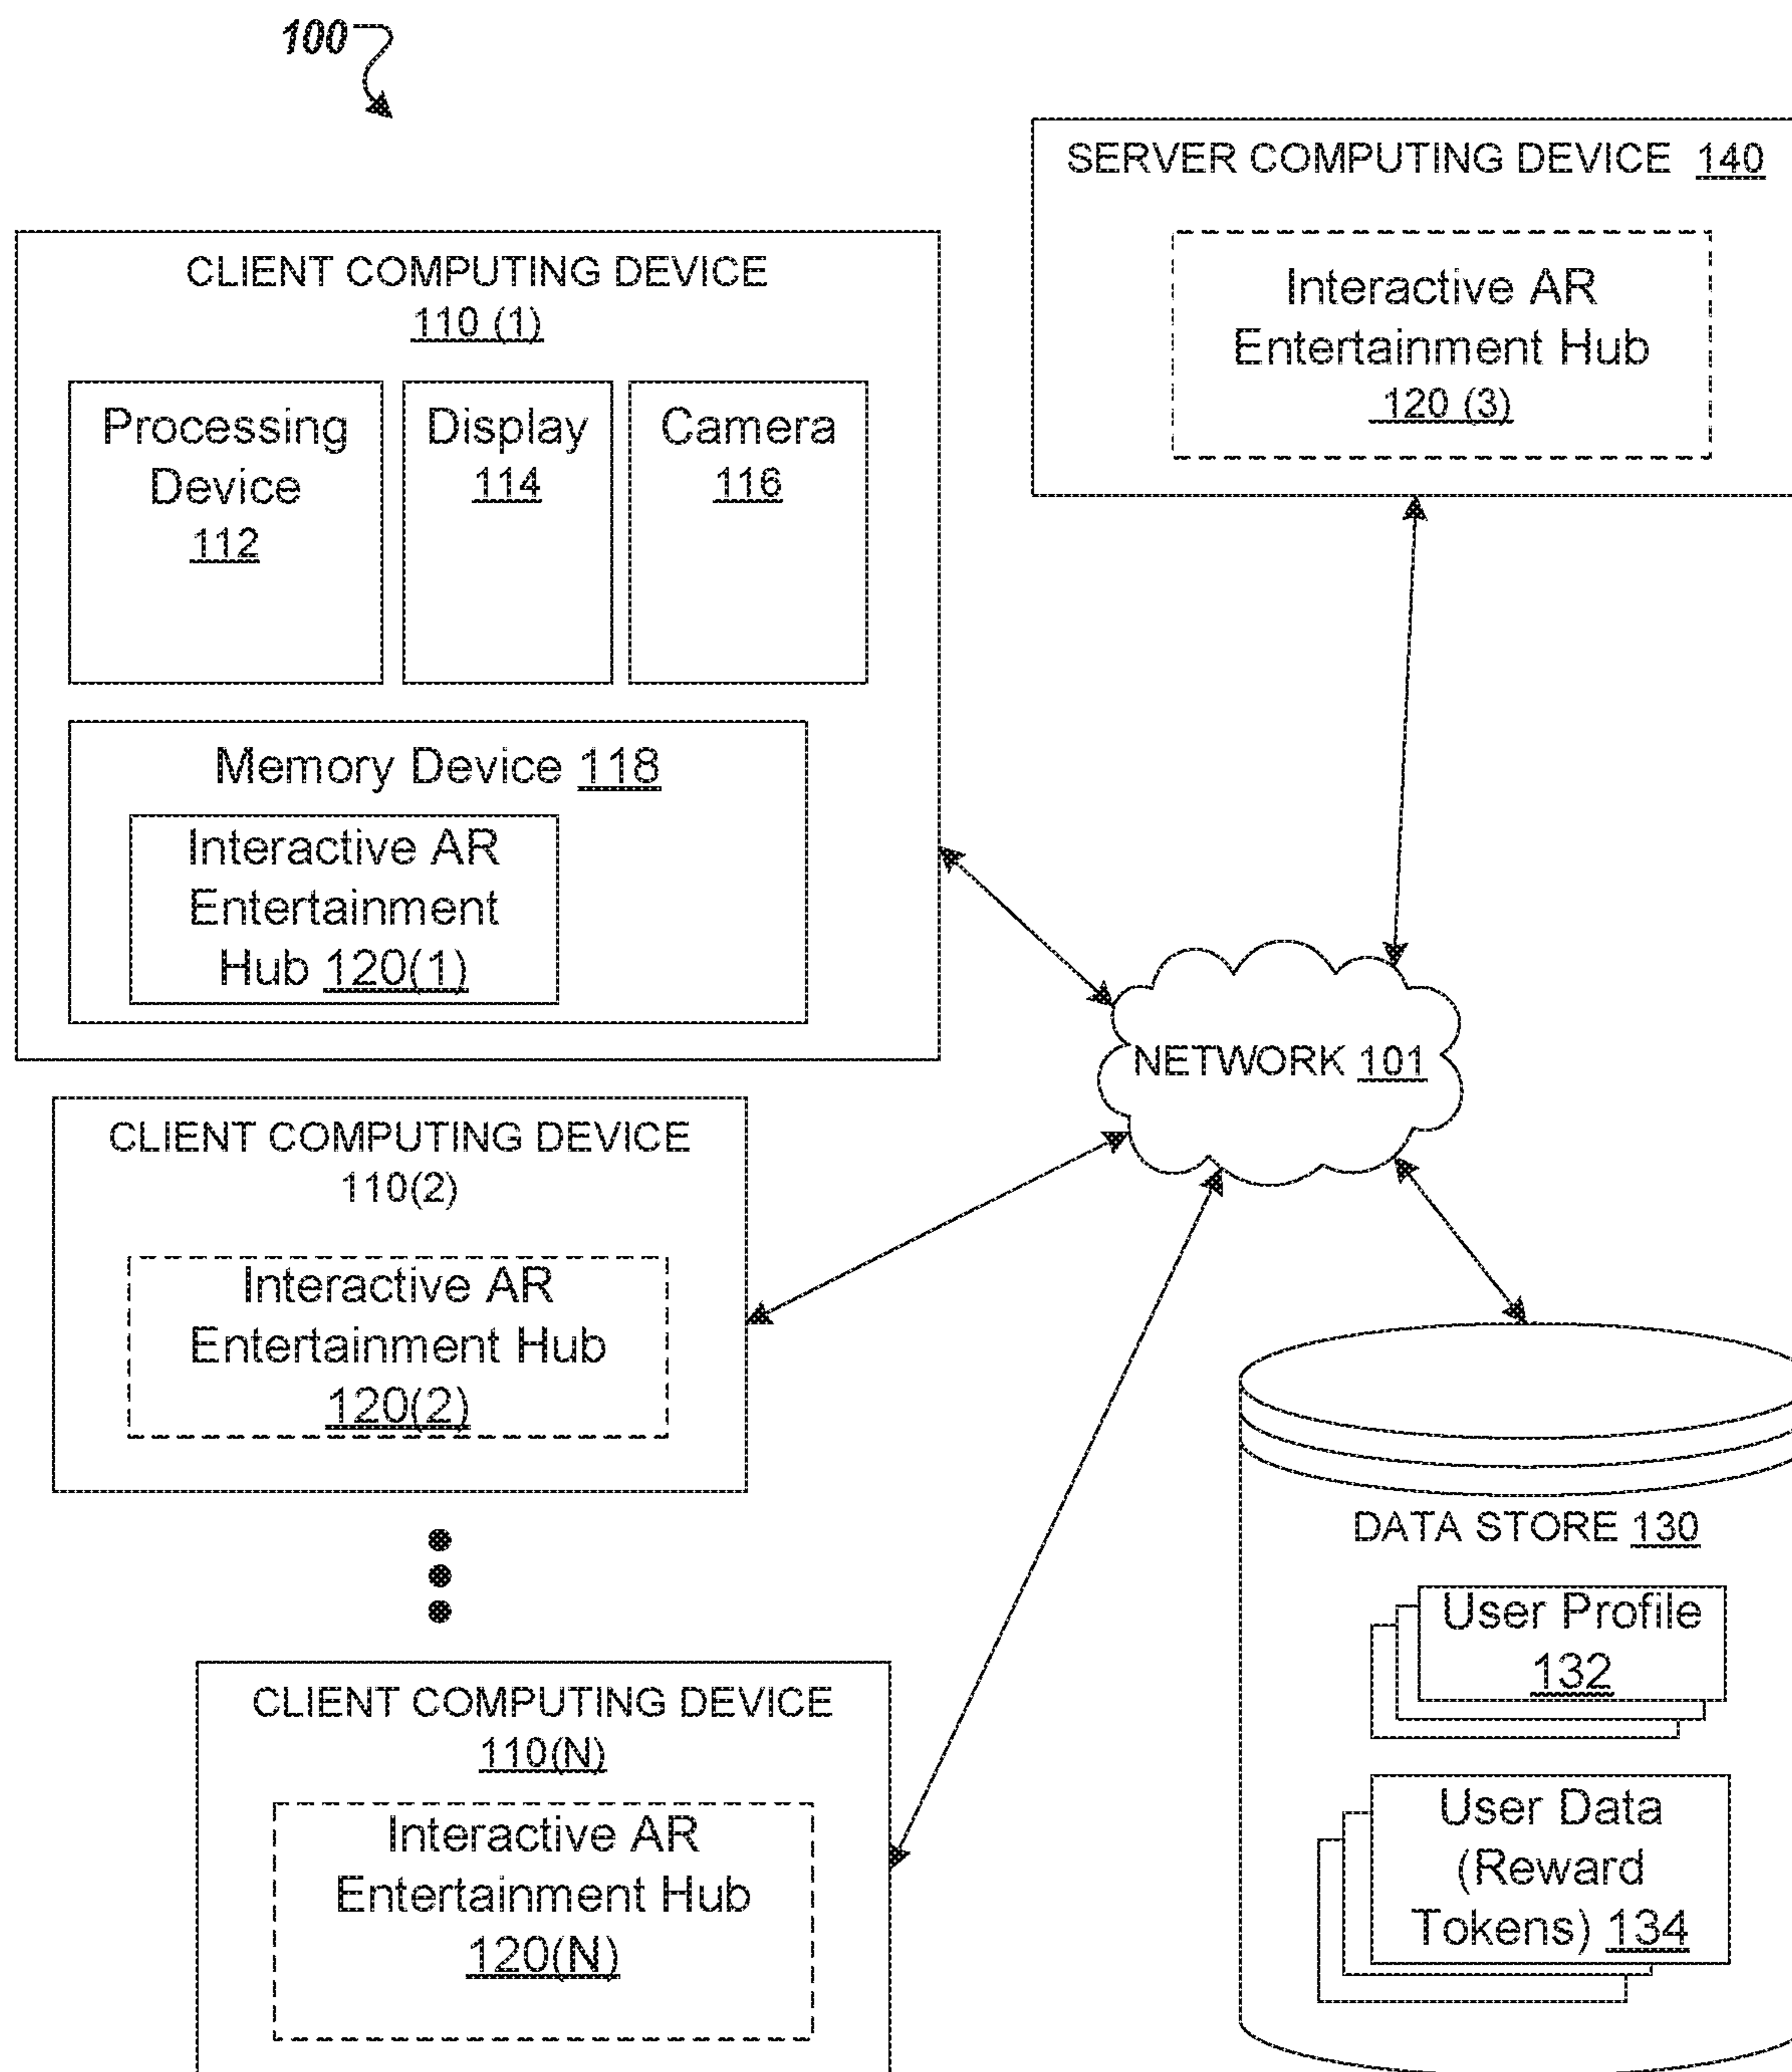 100
SERVER COMPUTING DEVICE 140
Interactive AR
Entertainment Hub
120 (3)
CLIENT COMPUTING DEVICE
110 (1)
Processing
Device
112
Display
114
Camera
116
Memory Device 118
Interactive AR
Entertainment
Hub 120(1)
NETWORK 101
CLIENT COMPUTING DEVICE
110(2)
Interactive AR
Entertainment Hub
120(2)
CLIENT COMPUTING DEVICE
110(N)
Interactive AR
Entertainment Hub
120(N)
DATA STORE 130
User Profile
132
User Data
(Reward
Tokens) 134